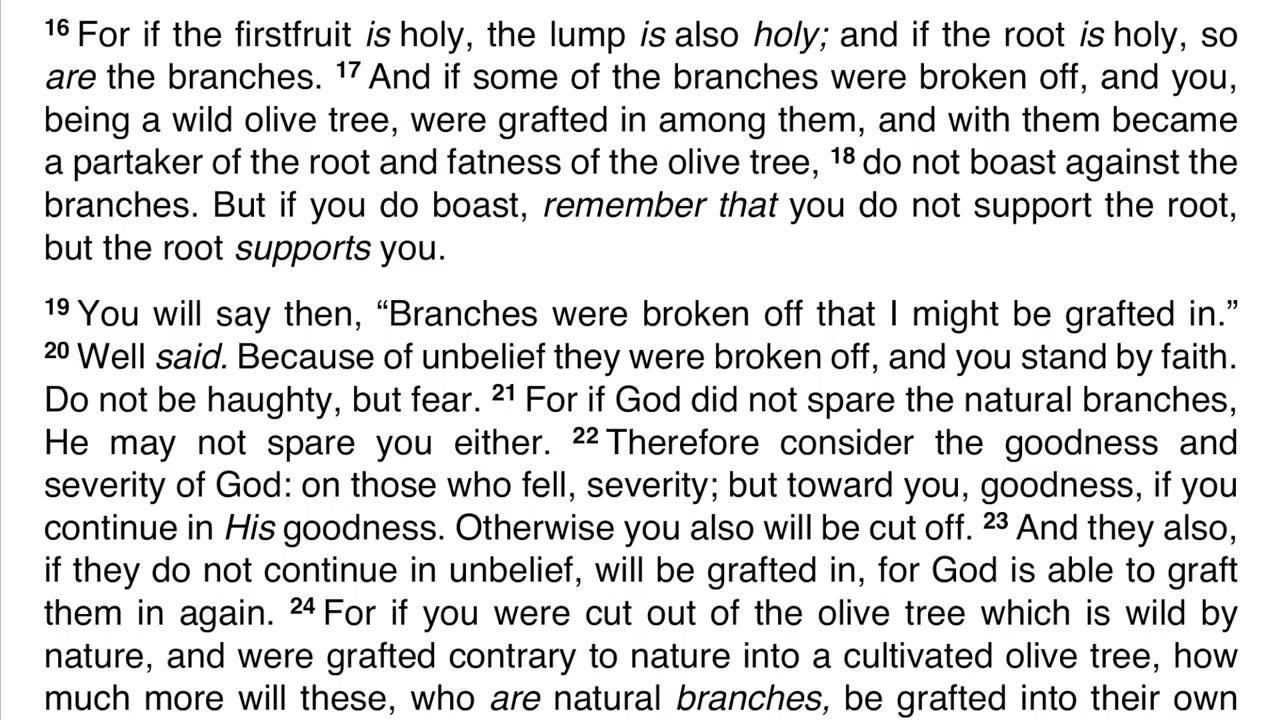 16 For if the firstfruit is holy, the lump is also holy; and if the root is holy, so
are the branches. 17 And if some of the branches were broken off, and you,
being a wild olive tree, were grafted in among them, and with them became
a partaker of the root and fatness of the olive tree, 18 do not boast against the
branches. But if you do boast, remember that you do not support the root,
but the root supports you.
19 You will say then, “Branches were broken off that I might be grafted in.”
20 Well said. Because of unbelief they were broken off, and you stand by faith.
Do not be haughty, but fear. 21 For if God did not spare the natural branches,
He may not spare you either. 22 Therefore consider the goodness and
severity of God: on those who fell, severity; but toward you, goodness, if you
continue in His goodness. Otherwise you also will be cut off. 23 And they also,
if they do not continue in unbelief, will be grafted in, for God is able to graft
them in again. 24 For if you were cut out of the olive tree which is wild by
nature, and were grafted contrary to nature into a cultivated olive tree, how
much more will these, who are natural branches, be grafted into their own